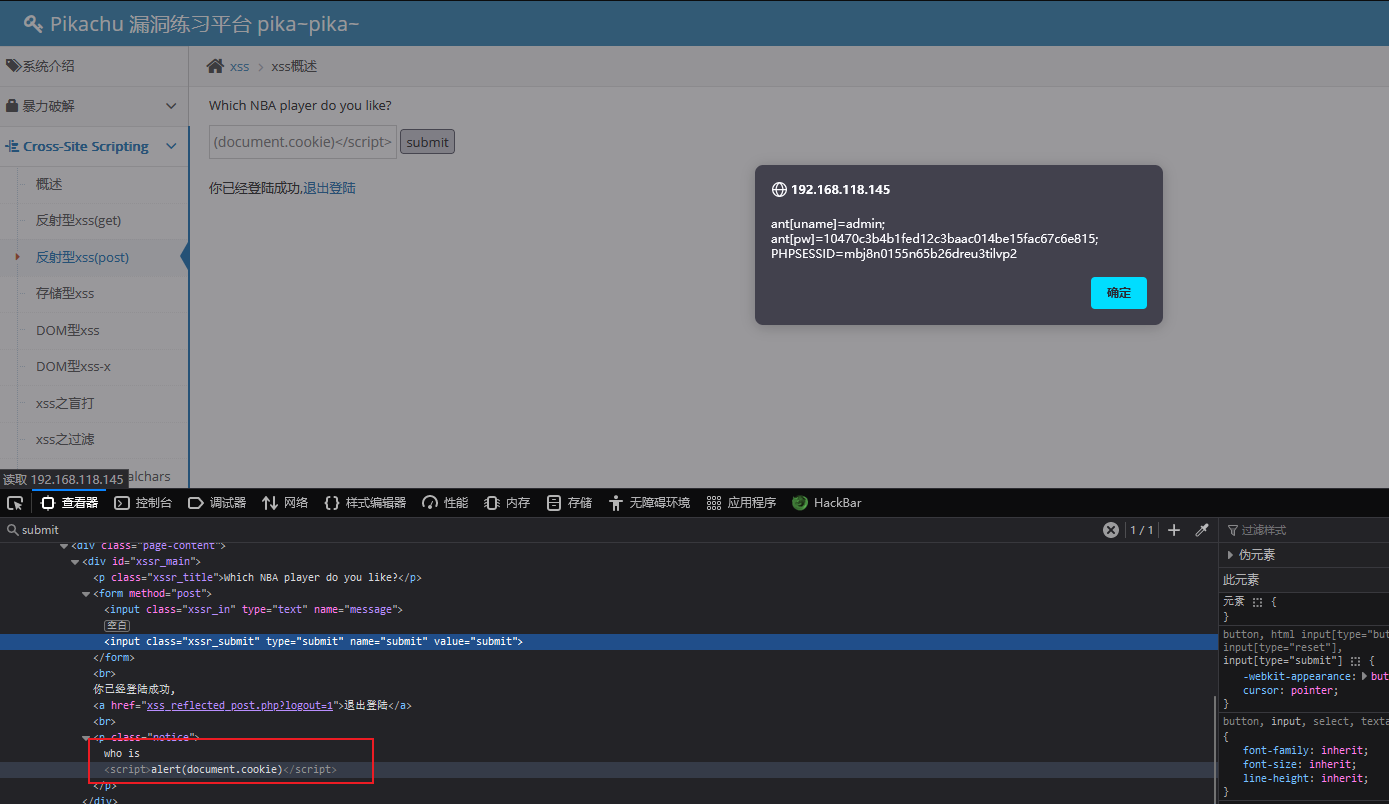 Pikachu 漏洞练习平台 pika~pika~
系统介绍
暴力破解
Cross-Site Scripting
概述
反射型xss(get)
反射型xss(post)
存储型xss
DOM型xss
DOM型xss-x
xss之盲打
xss之过滤
alchars
读取 192.168.118.145
xss > xss概述
Which NBA player do you like?
(document.cookie)</script> submit
你已经登陆成功,退出登陆
192.168.118.145
ant[uname]=admin;
ant[pw]=10470c3b4b1fed12c3baac014be15fac67c6e815;
PHPSESSID=mbj8n0155n65b26dreu3tilvp2
确定
查看器 控制台 调试器 网络 {} 样式编辑器 性能 内存 存储 无障碍环境 应用程序 HackBar
submit 1 / 1 + 过滤样式
<div class="page-content">
<div id="xssr_main">
<p class="xssr_title">Which NBA player do you like?</p>
<form method="post">
<input class="xssr_in" type="text" name="message">
空白
<input class="xssr_submit" type="submit" name="submit" value="submit">
</form>
<br>
你已经登陆成功,
<a href="xss_reflected_post.php?logout=1">退出登陆</a>
<br>
<p class="notice">
who is
<script>alert(document.cookie)</script>
</p>
</div>
伪元素
此元素
元素 {
}
button, html input[type="but
input[type="reset"],
input[type="submit"] {
-webkit-appearance: but
cursor: pointer;
}
button, input, select, texta
{
font-family: inherit;
font-size: inherit;
line-height: inherit;
}